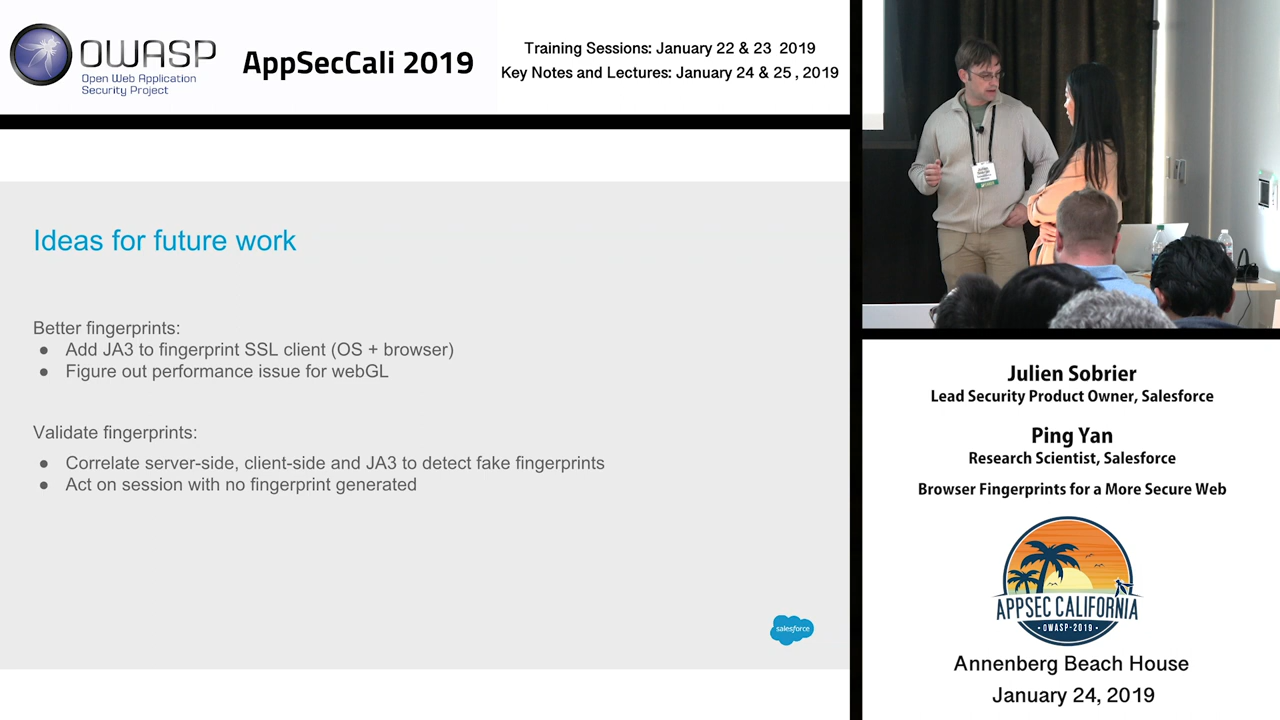 OWASP
Open Web Application
Security Project
AppSecCali 2019
Training Sessions: January 22 & 23 2019
Key Notes and Lectures: January 24 & 25 , 2019
Ideas for future work
Better fingerprints:
● Add JA3 to fingerprint SSL client (OS + browser)
● Figure out performance issue for webGL
Validate fingerprints:
● Correlate server-side, client-side and JA3 to detect fake fingerprints
● Act on session with no fingerprint generated
salesforce
Julien Sobrier
Lead Security Product Owner, Salesforce
Ping Yan
Research Scientist, Salesforce
Browser Fingerprints for a More Secure Web
APPSEC CALIFORNIA
• OWASP-2019 •
Annenberg Beach House
January 24, 2019